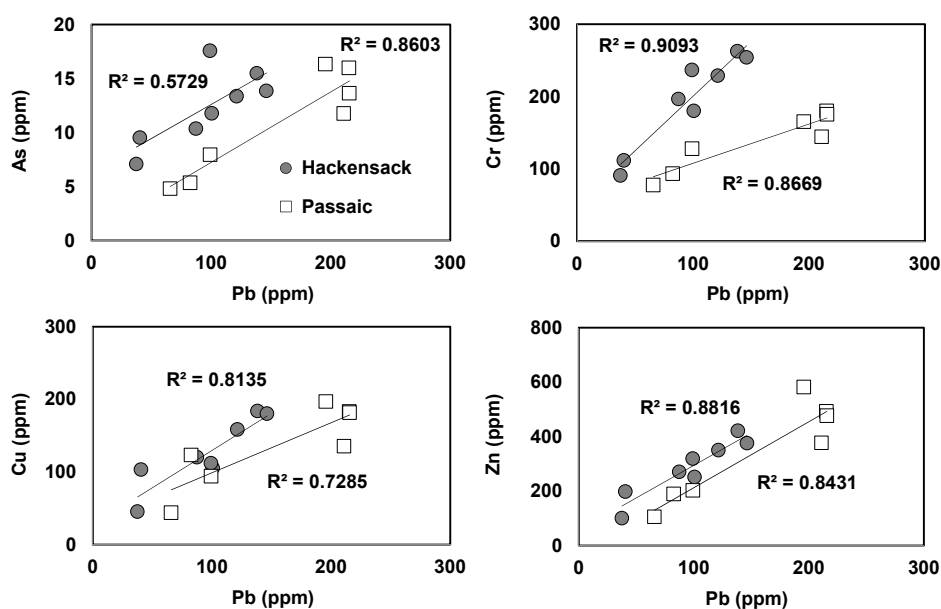 20
15
10
5
0
As (ppm)
R² = 0.5729
R² = 0.8603
Hackensack
Passaic
0 100 200 300
Pb (ppm)
300
200
100
0
Cr (ppm)
R² = 0.9093
R² = 0.8669
0 100 200 300
Pb (ppm)
300
200
100
0
Cu (ppm)
R² = 0.8135
R² = 0.7285
0 100 200 300
Pb (ppm)
800
600
400
200
0
Zn (ppm)
R² = 0.8816
R² = 0.8431
0 100 200 300
Pb (ppm)